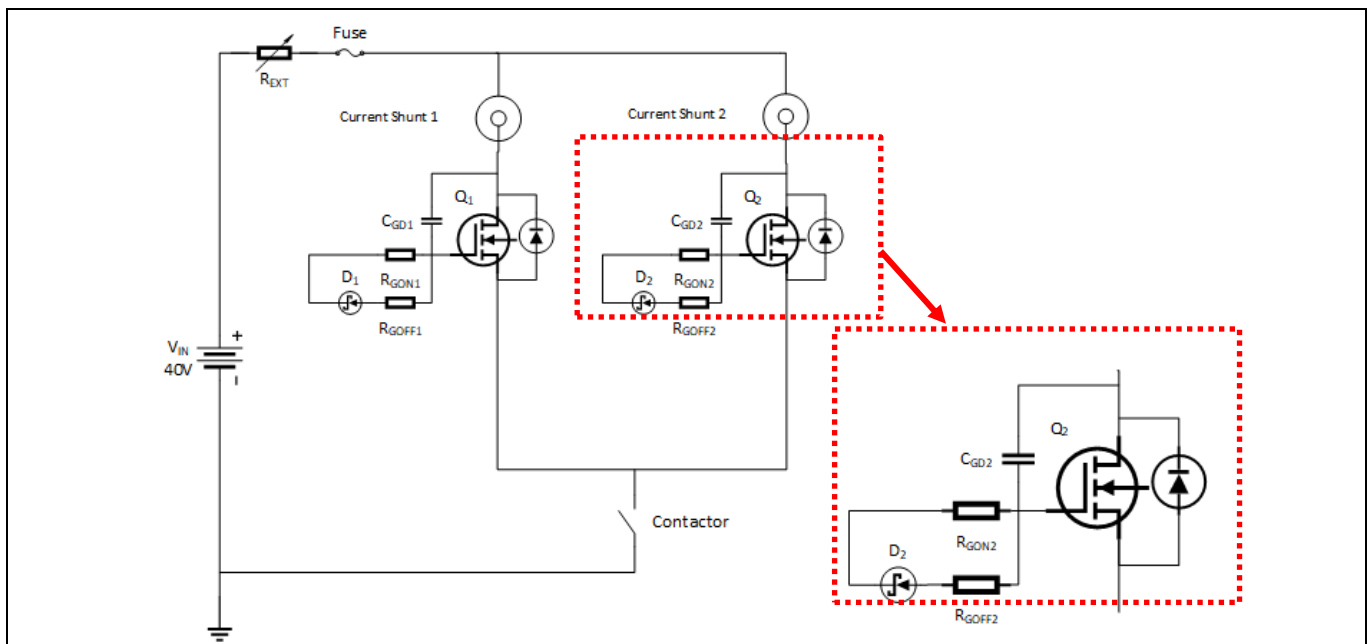 Fuse
REXT
Current Shunt 1
Current Shunt 2
Q1
Q2
CGD1
CGD2
D1
RGON1
D2
RGON2
RGOFF1
RGOFF2
VIN
+
40V
-
Q2
CGD2
RGON2
D2
RGOFF2
Contactor